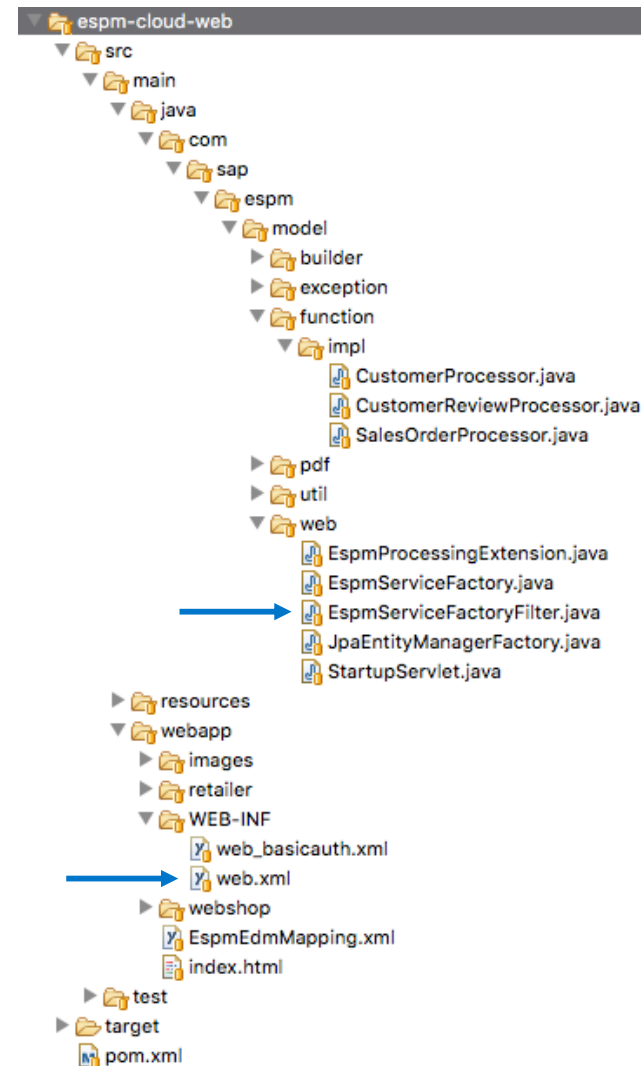 espm-cloud-web
src
main
java
com
sap
espm
model
builder
exception
function
impl
CustomerProcessor.java
CustomerReviewProcessor.java
SalesOrderProcessor.java
pdf
util
web
EspmProcessingExtension.java
EspmServiceFactory.java
EspmServiceFactoryFilter.java
JpaEntityManagerFactory.java
StartupServlet.java
resources
webapp
images
retailer
WEB-INF
web_basicauth.xml
web.xml
webshop
EspmEdmMapping.xml
index.html
test
target
pom.xml